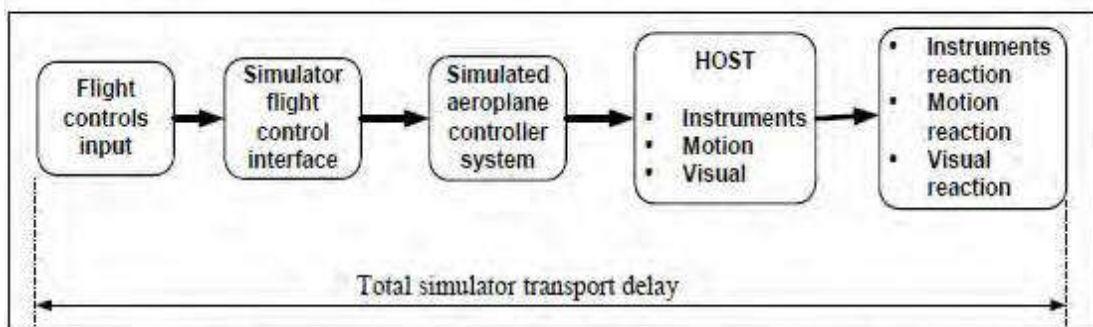 Flight
controls
input
Simulator
flight
control
interface
Simulated
aeroplane
controller
system
HOST
▪ Instruments
▪ Motion
▪ Visual
▪ Instruments
reaction
▪ Motion
reaction
▪ Visual
reaction
Total simulator transport delay